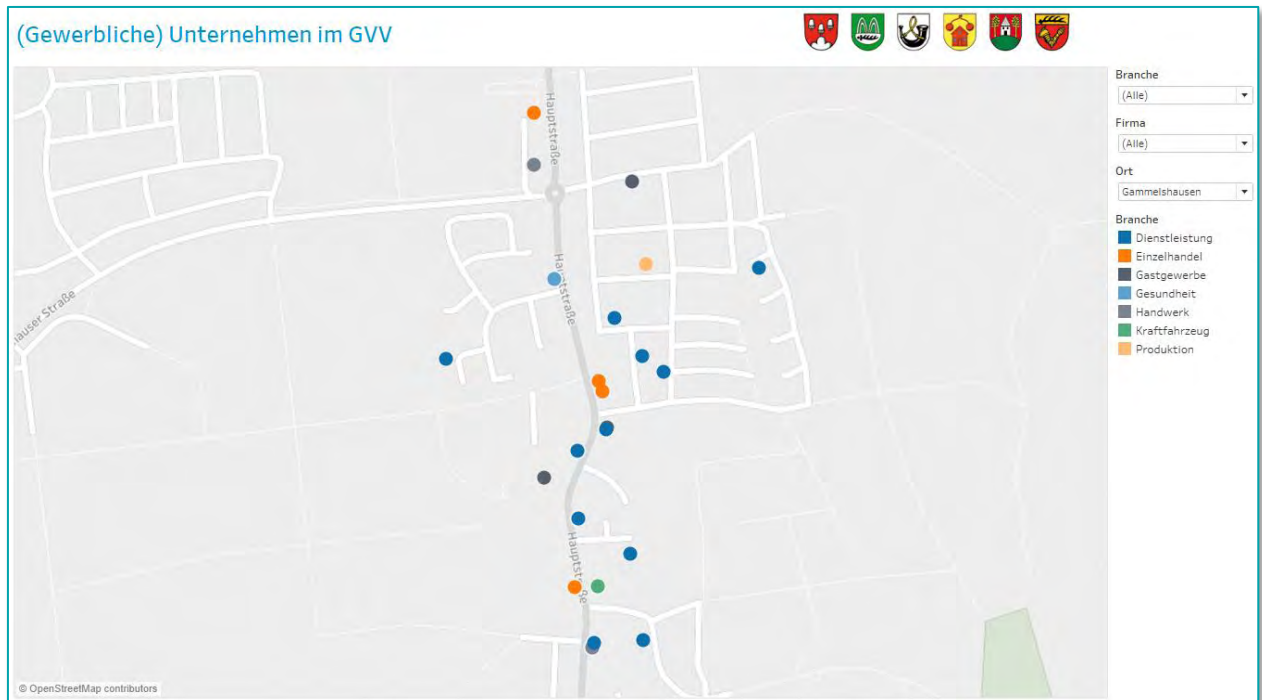 (Gewerbliche) Unternehmen im GVV
Branche
(Alle)
Firma
(Alle)
Ort
Gammelshausen
Branche
Dienstleistung
Einzelhandel
Gastgewerbe
Gesundheit
Handwerk
Kraftfahrzeug
Produktion
Hauptstraße
Hauptstraße
hauser Straße
Hauptstraße
© OpenStreetMap contributors